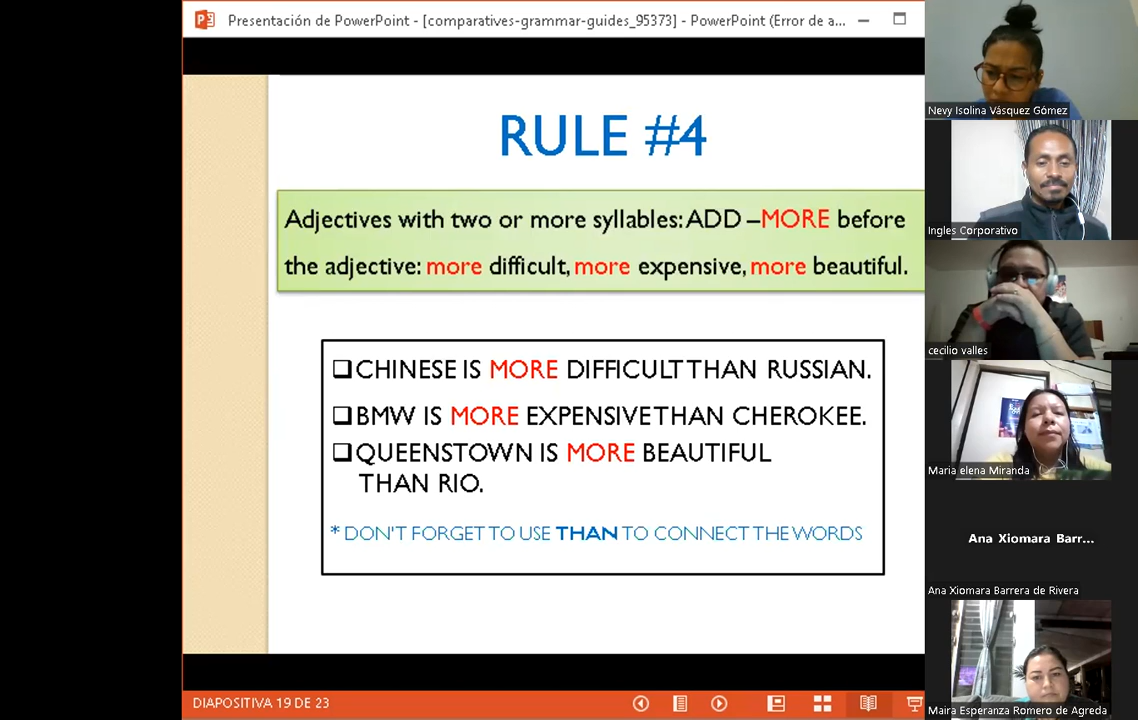 Presentación de PowerPoint - [comparatives-grammar-guides_95373] - PowerPoint (Error de a...
RULE #4
Adjectives with two or more syllables: ADD –MORE before
the adjective: more difficult, more expensive, more beautiful.
CHINESE IS MORE DIFFICULT THAN RUSSIAN.
BMW IS MORE EXPENSIVE THAN CHEROKEE.
QUEENSTOWN IS MORE BEAUTIFUL
THAN RIO.
* DON'T FORGET TO USE THAN TO CONNECT THE WORDS
DIAPOSITIVA 19 DE 23
Nevy Isolina Vásquez Gómez
Ingles Corporativo
cecilio valles
Maria elena Miranda
Ana Xiomara Barr...
Ana Xiomara Barrera de Rivera
Maira Esperanza Romero de Agreda